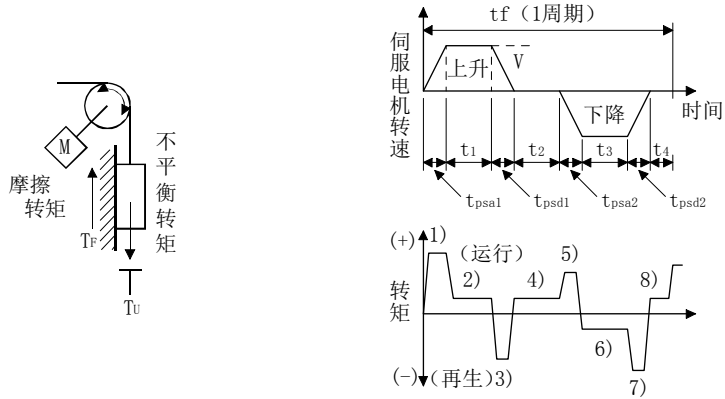 M
摩擦
转矩
TF
不平衡转矩
TU
tf (1周期)
伺服电机转速
上升
V
下降
时间
t1
t2
t3
t4
tpsa1
tpsd1
tpsa2
tpsd2
(+)
转矩
(-)
1)
(运行)
2)
4)
5)
8)
6)
(再生)3)
7)